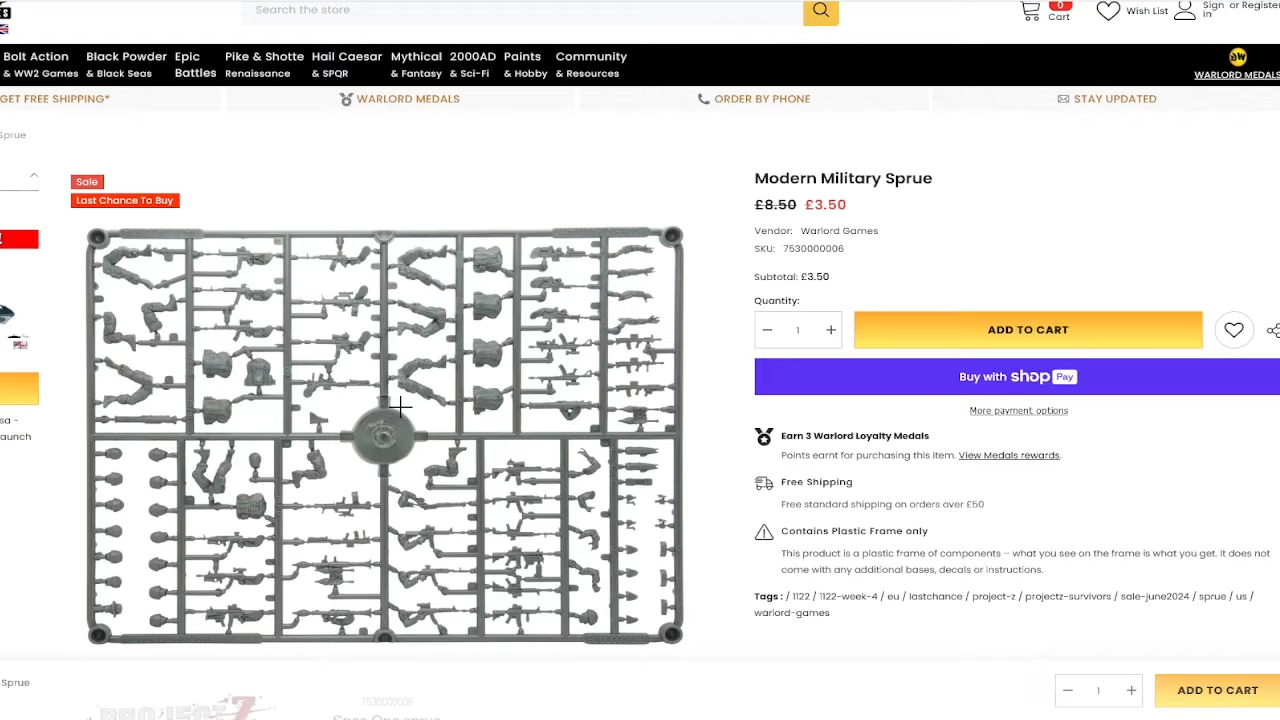 Search the store
0
Cart
Wish List
Sign or Register
in
Bolt Action
& WW2 Games
Black Powder
& Black Seas
Epic
Battles
Pike & Shotte
Renaissance
Hail Caesar
& SPQR
Mythical
& Fantasy
2000AD
& Sci-Fi
Paints
& Hobby
Community
& Resources
WARLORD MEDALS
GET FREE SHIPPING*
WARLORD MEDALS
ORDER BY PHONE
STAY UPDATED
Sprue
Sale
Last Chance To Buy
Modern Military Sprue
£8.50 £3.50
Vendor: Warlord Games
SKU: 7530000006
Subtotal: £3.50
Quantity:
− 1 +
ADD TO CART
Buy with shop Pay
More payment options
Earn 3 Warlord Loyalty Medals
Points earnt for purchasing this item. View Medals rewards.
Free Shipping
Free standard shipping on orders over £50
Contains Plastic Frame only
This product is a plastic frame of components – what you see on the frame is what you get. It does not
come with any additional bases, decals or instructions.
Tags : / 1122 / 1122-week-4 / eu / lastchance / project-z / projectz-survivors / sale-june2024 / sprue / us /
warlord-games
Sprue
− 1 +
ADD TO CART
PROJECT Z